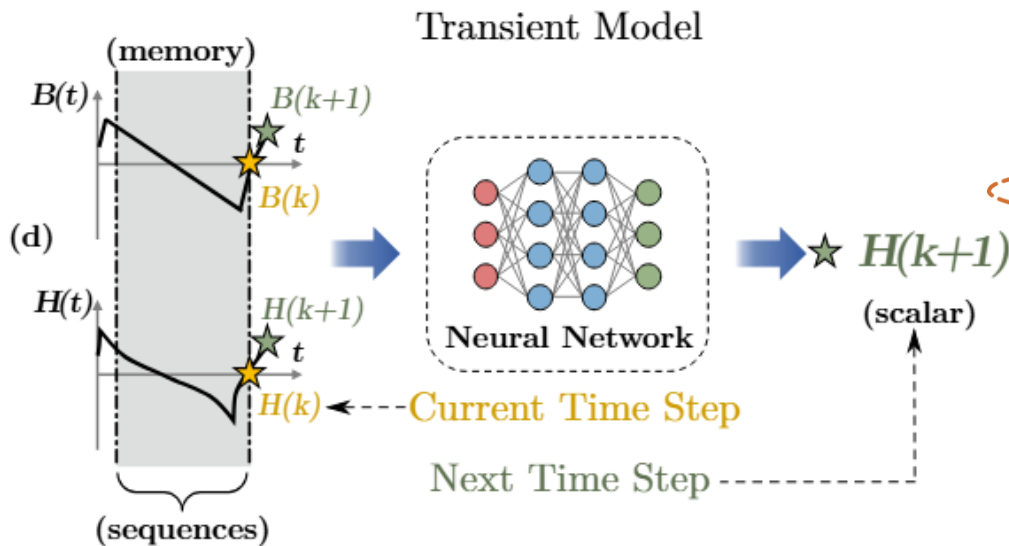 Transient Model
(memory)
B(t)
B(k+1)
t
B(k)
(d)
H(t)
H(k+1)
t
H(k)
Neural Network
H(k+1)
(scalar)
Current Time Step
Next Time Step
(sequences)